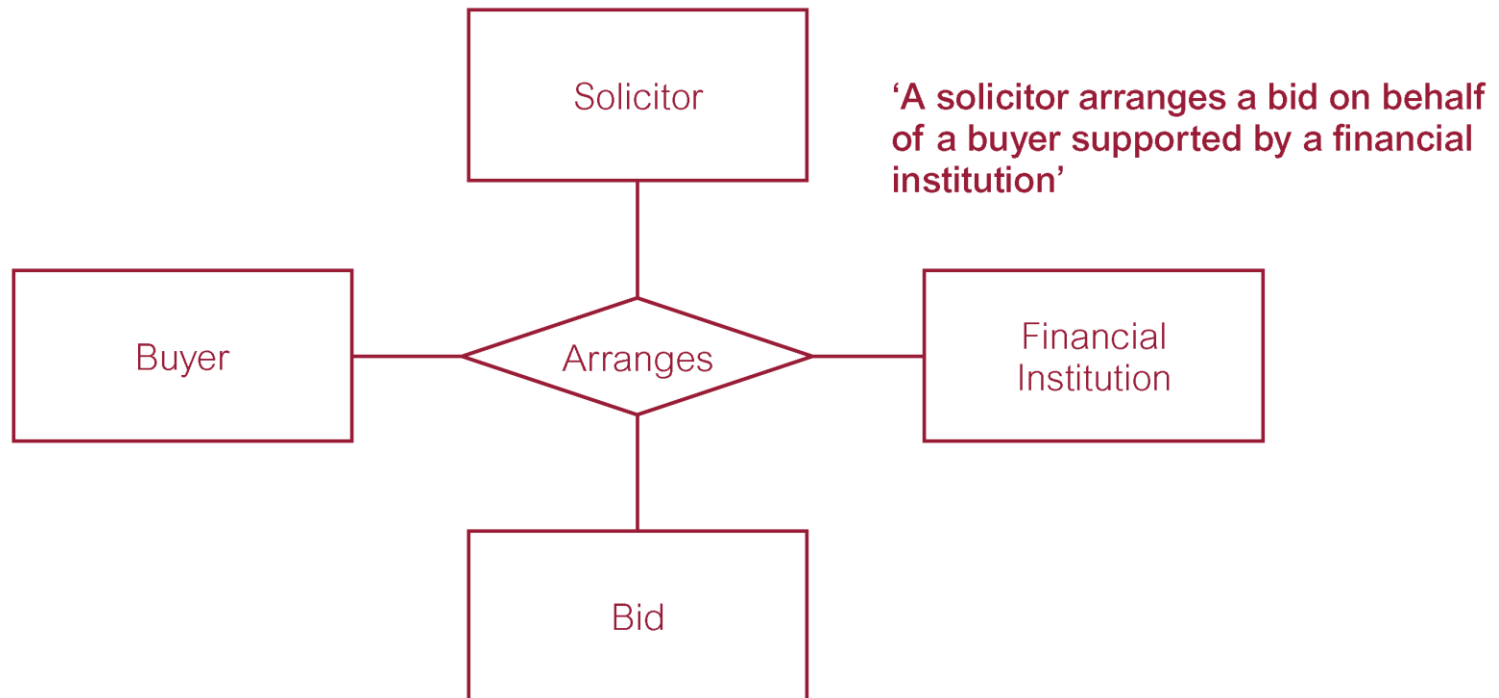 Solicitor
‘A solicitor arranges a bid on behalf
of a buyer supported by a financial
institution’
Buyer
Arranges
Financial
Institution
Bid